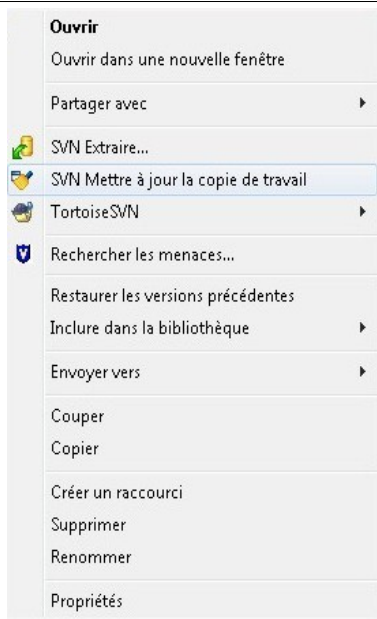 Ouvrir
Ouvrir dans une nouvelle fenêtre
Partager avec
SVN Extraire...
SVN Mettre à jour la copie de travail
TortoiseSVN
Rechercher les menaces...
Restaurer les versions précédentes
Inclure dans la bibliothèque
Envoyer vers
Couper
Copier
Créer un raccourci
Supprimer
Renommer
Propriétés